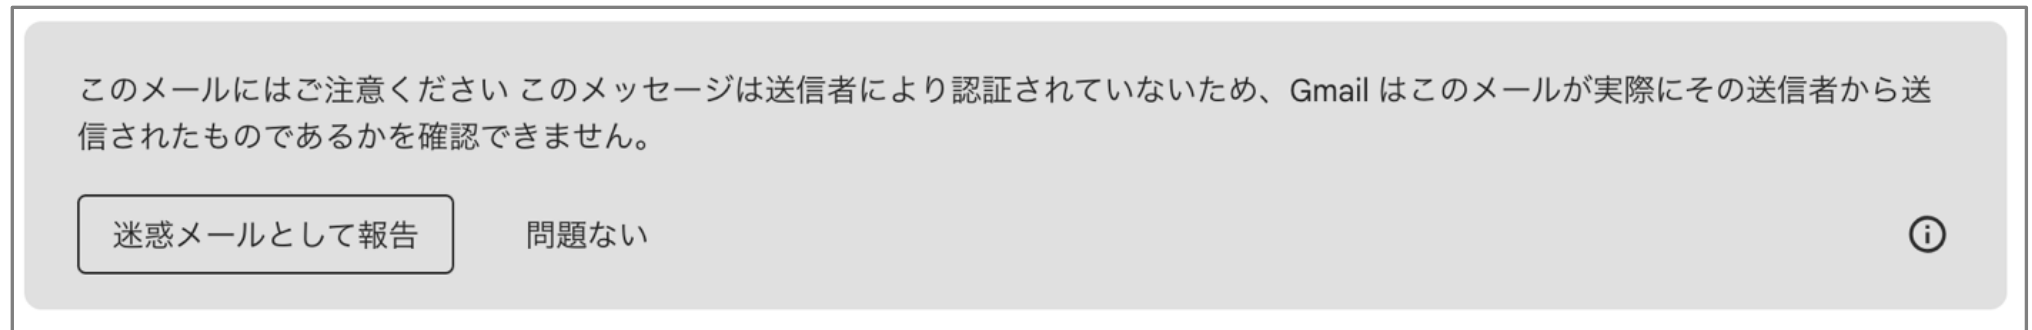 このメールにはご注意ください このメッセージは送信者により認証されていないため、Gmail はこのメールが実際にその送信者から送
信されたものであるかを確認できません。
迷惑メールとして報告 問題ない